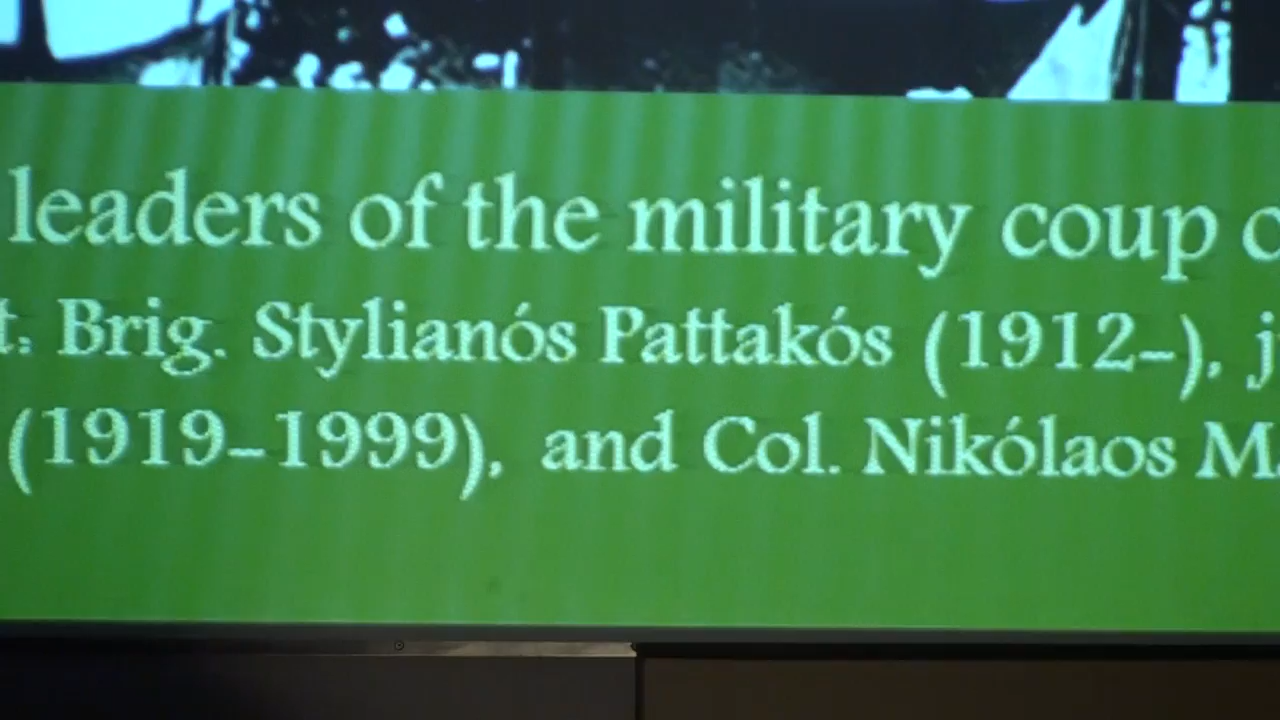 leaders of the military coup
Brig. Stylianós Pattakós (1912–),
(1919–1999), and Col. Nikólaos